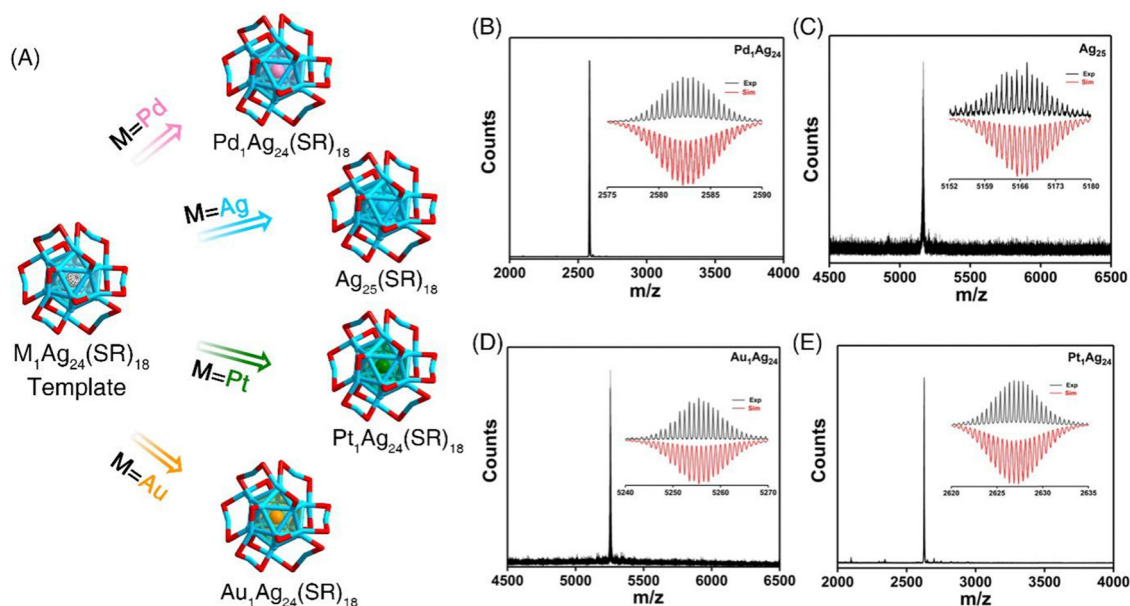 (A)
M=Pd
Pd₁Ag₂₄(SR)₁₈
M=Ag
Ag₂₅(SR)₁₈
M₁Ag₂₄(SR)₁₈
Template
M=Pt
Pt₁Ag₂₄(SR)₁₈
M=Au
Au₁Ag₂₄(SR)₁₈
(B)
Pd₁Ag₂₄
Exp
Sim
2575 2580 2585 2590
Counts
2000 2500 3000 3500 4000
m/z
(C)
Ag₂₅
Exp
Sim
5152 5159 5166 5173 5180
Counts
4500 5000 5500 6000 6500
m/z
(D)
Au₁Ag₂₄
Exp
Sim
5240 5250 5260 5270
Counts
4500 5000 5500 6000 6500
m/z
(E)
Pt₁Ag₂₄
Exp
Sim
2620 2625 2630 2635
Counts
2000 2500 3000 3500 4000
m/z